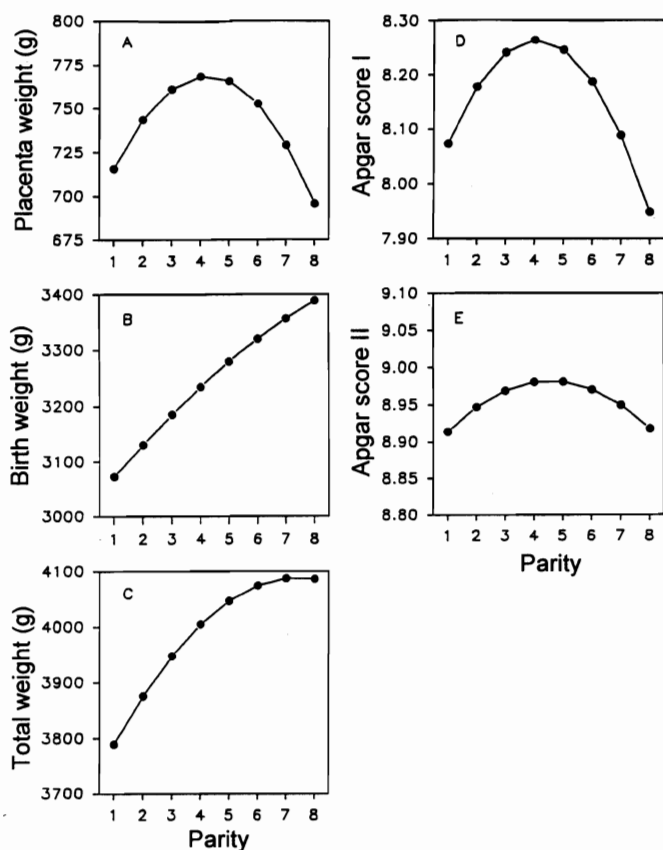 Placenta weight (g)
A
800
775
750
725
700
675
1 2 3 4 5 6 7 8
Birth weight (g)
B
3400
3300
3200
3100
3000
1 2 3 4 5 6 7 8
Total weight (g)
C
4100
4000
3900
3800
3700
1 2 3 4 5 6 7 8
Parity
Apgar score I
D
8.30
8.20
8.10
8.00
7.90
1 2 3 4 5 6 7 8
Apgar score II
E
9.10
9.05
9.00
8.95
8.90
8.85
8.80
1 2 3 4 5 6 7 8
Parity